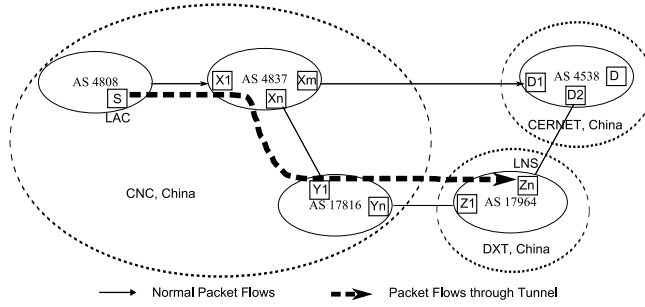 AS 4808
S
LAC
X1
AS 4837
Xm
Xn
D1
AS 4538
D
D2
CERNET, China
CNC, China
Y1
AS 17816
Yn
LNS
Zn
Z1
AS 17964
DXT, China
Normal Packet Flows
Packet Flows through Tunnel